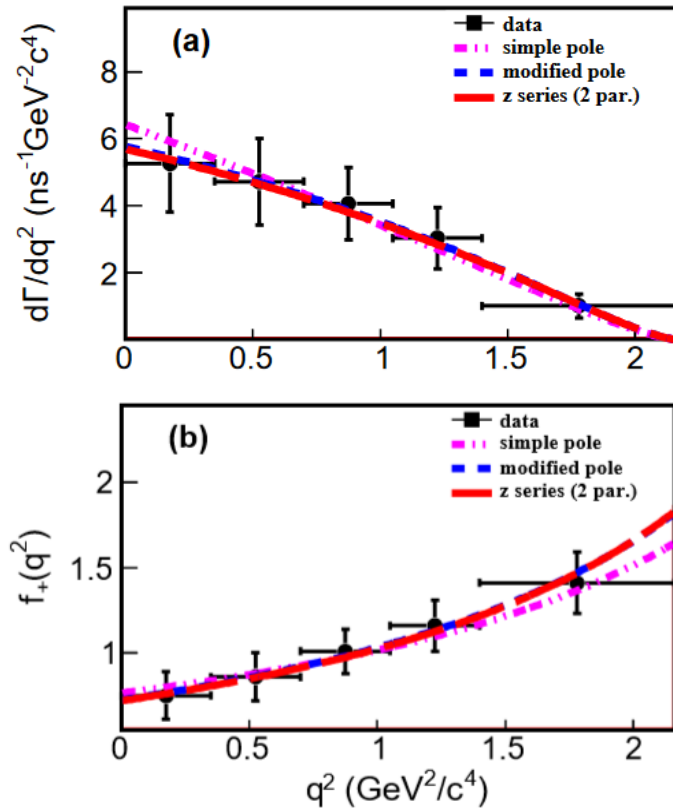 (a)
data
simple pole
modified pole
z series (2 par.)
dΓ/dq² (ns⁻¹GeV⁻²c⁴)
8
6
4
2
0 0.5 1 1.5 2
(b)
data
simple pole
modified pole
z series (2 par.)
f₊(q²)
2
1.5
1
0 0.5 1 1.5 2
q² (GeV²/c⁴)